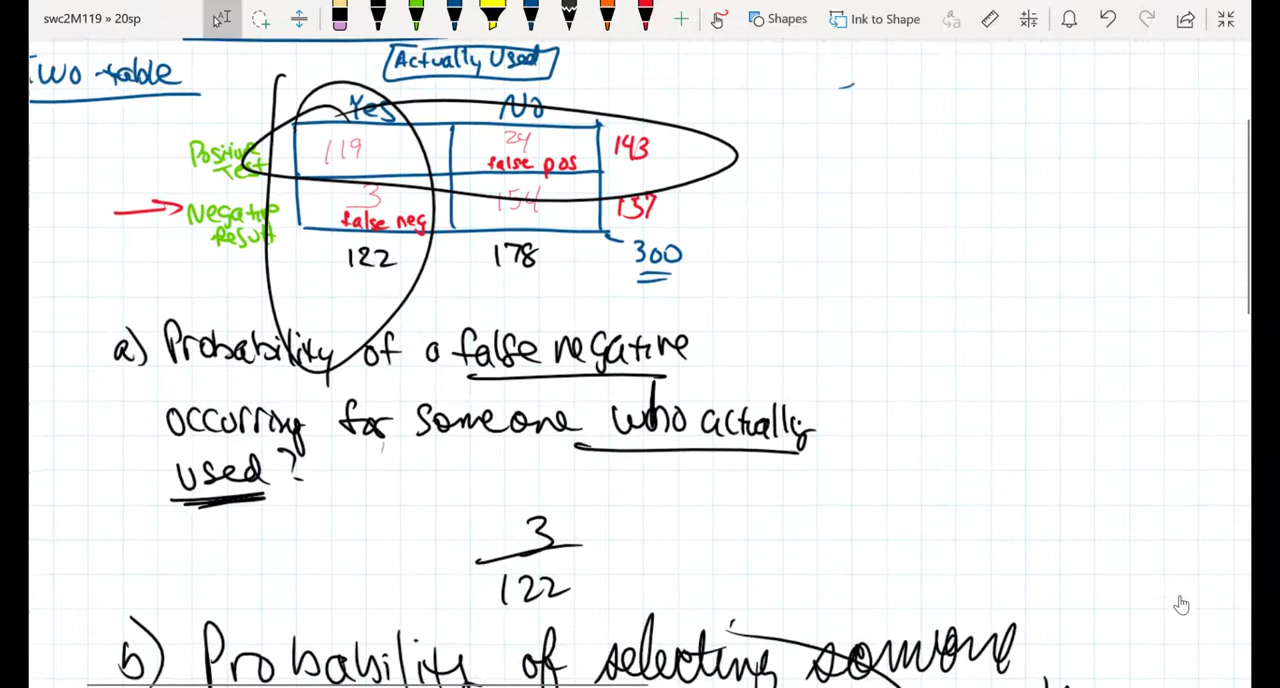 swc2M119 » 20sp
Shapes
Ink to Shape
Actually Used
Two table
Yes No
Positive Test 119 24 false pos 143
Negative Result 3 false neg 154 157
122 178 300
a) Probability of a false negative
occurring for someone who actually
used?
3
122
b) Probability of selecting someone